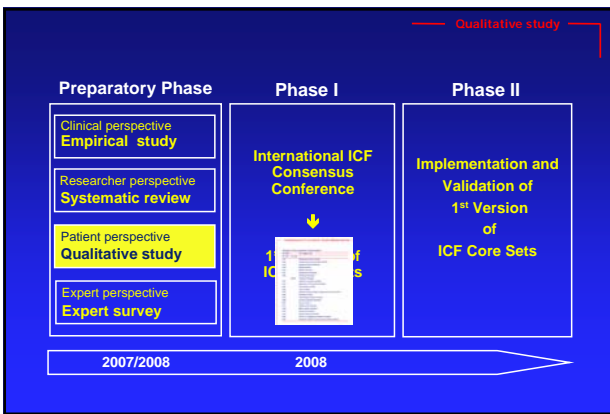 Qualitative study
Preparatory Phase
Clinical perspective
Empirical study
Researcher perspective
Systematic review
Patient perspective
Qualitative study
Expert perspective
Expert survey
Phase I
International ICF
Consensus
Conference
of
Phase II
Implementation and
Validation of
1st Version
of
ICF Core Sets
2007/2008
2008